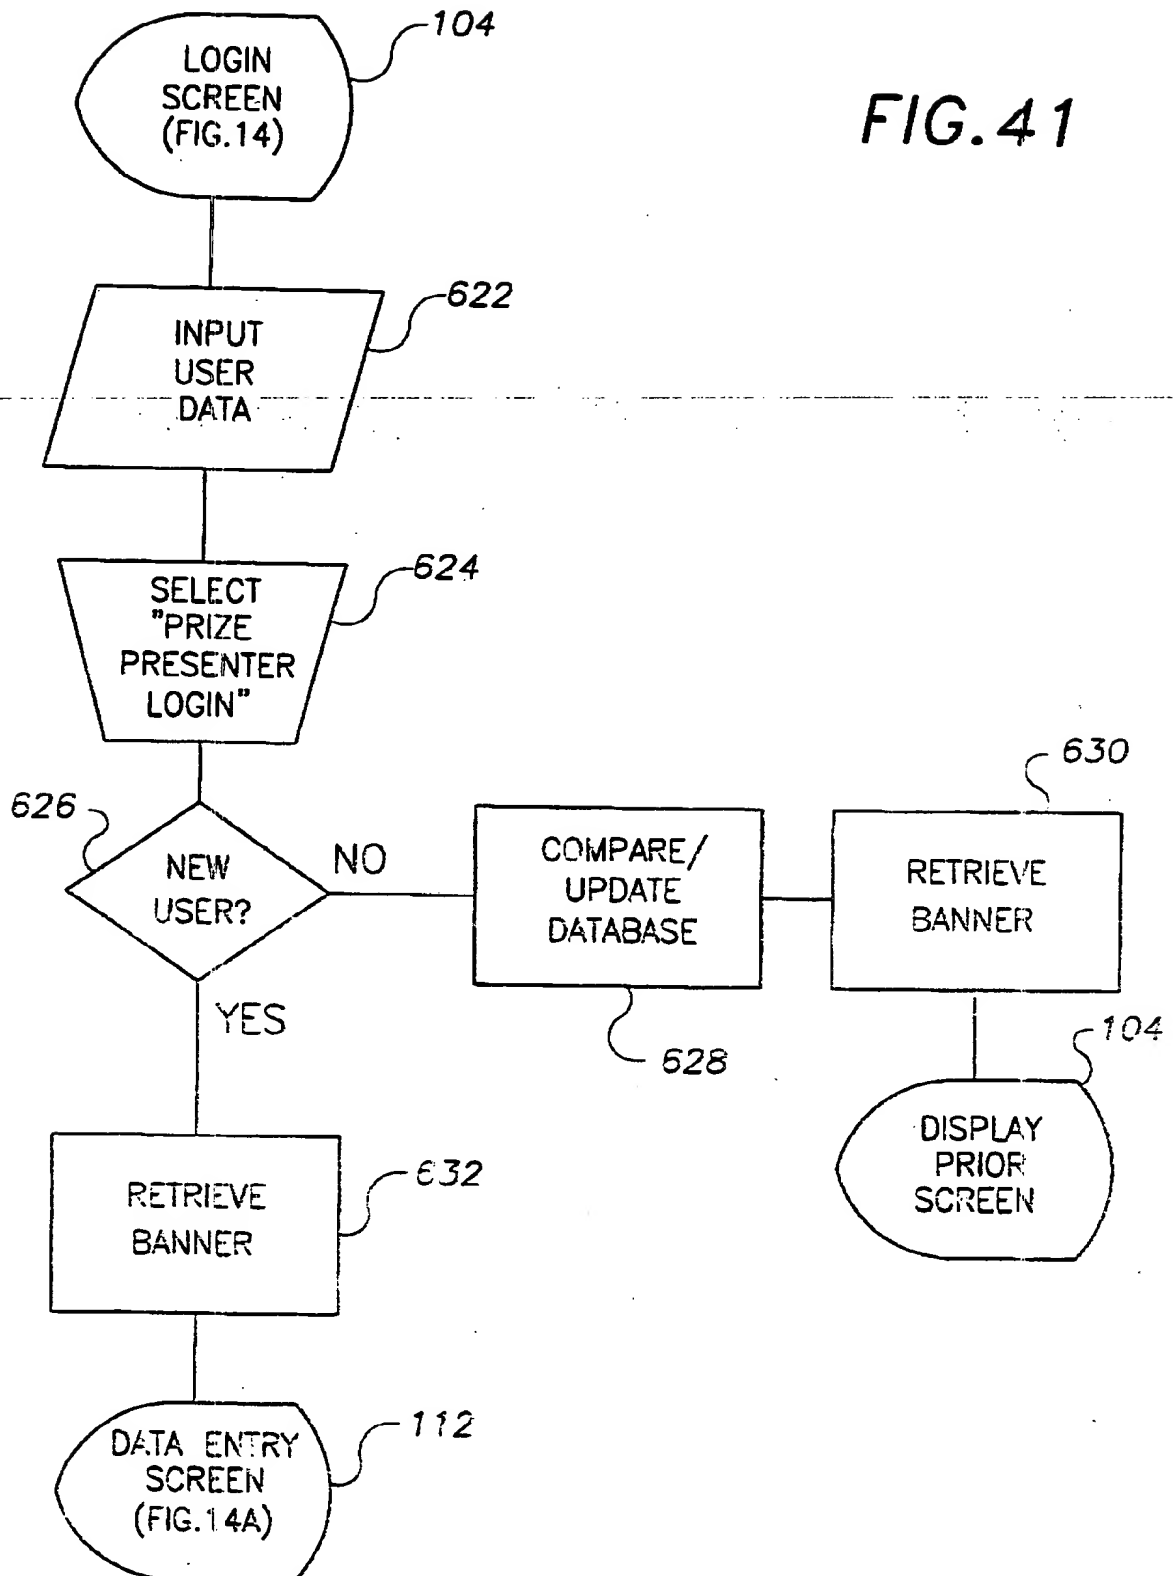 104
LOGIN
SCREEN
(FIG.14)
FIG.41
622
INPUT
USER
DATA
624
SELECT
"PRIZE
PRESENTER
LOGIN"
626
NEW
USER?
NO
COMPARE/
UPDATE
DATABASE
628
630
RETRIEVE
BANNER
104
DISPLAY
PRIOR
SCREEN
YES
632
RETRIEVE
BANNER
112
DATA ENTRY
SCREEN
(FIG.14A)